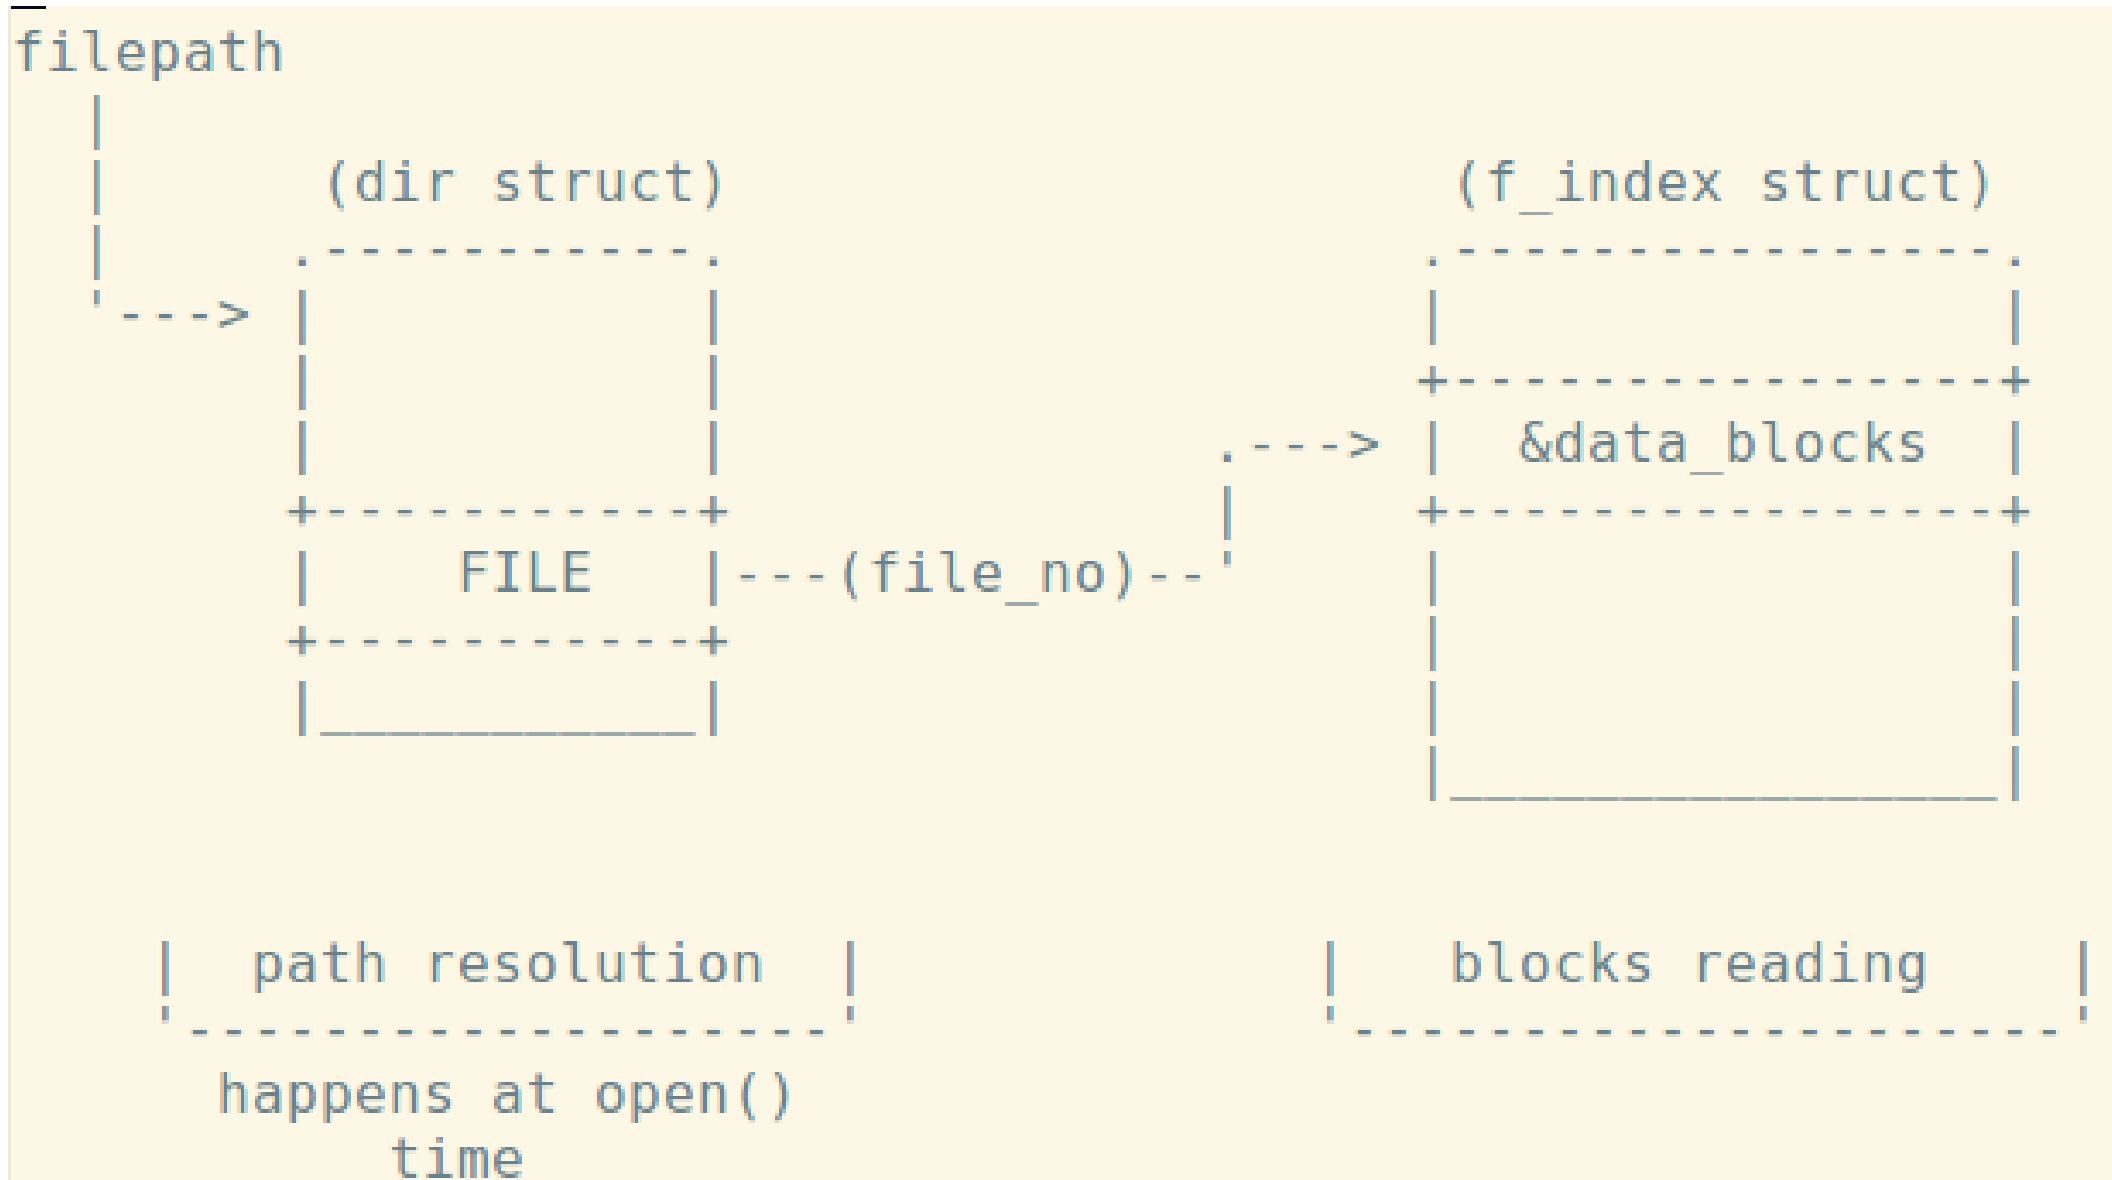 filepath
(dir struct) (f_index struct)
&data_blocks
FILE ---(file_no)--'
path resolution blocks reading
happens at open()
time